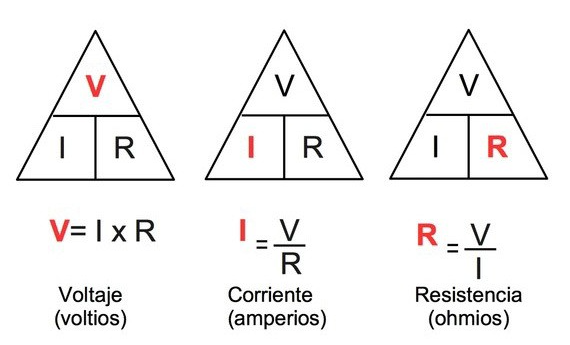 V
I R
V
I R
V
I R
V= I x R
I = V
R
R = V
I
Voltaje
(voltios)
Corriente
(amperios)
Resistencia
(ohmios)